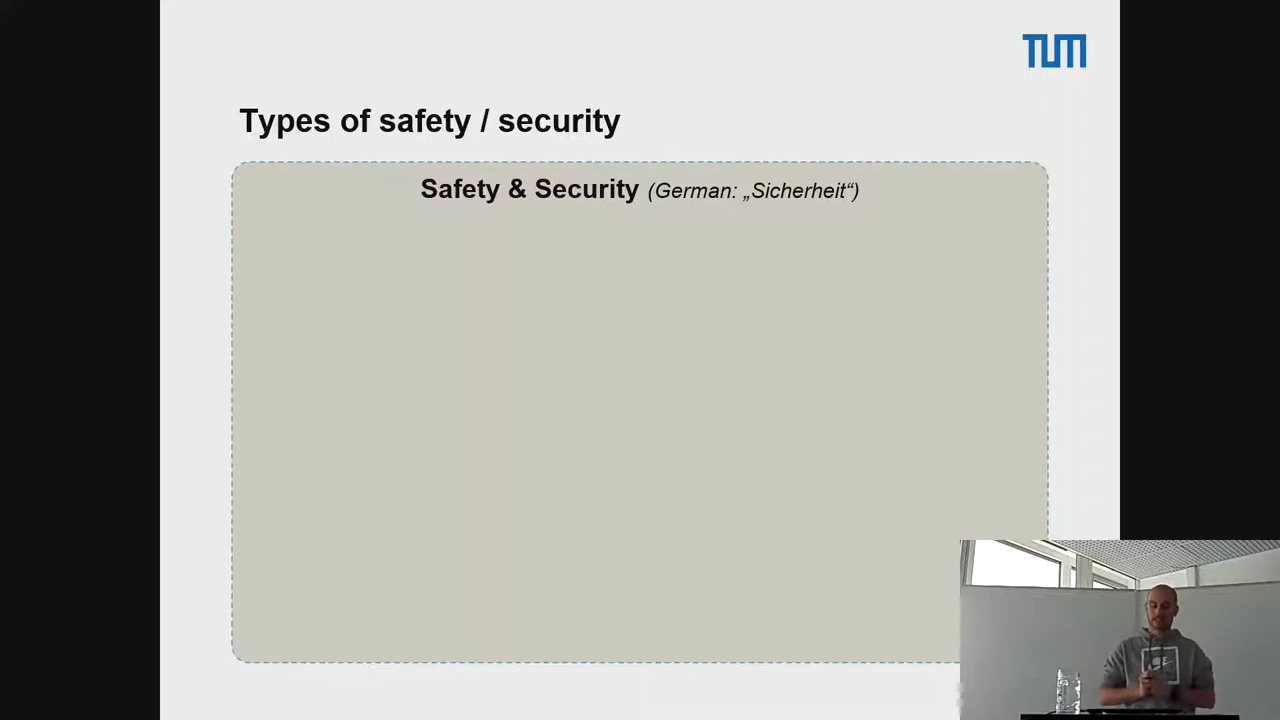 TUM
Types of safety / security
Safety & Security (German: „Sicherheit“)